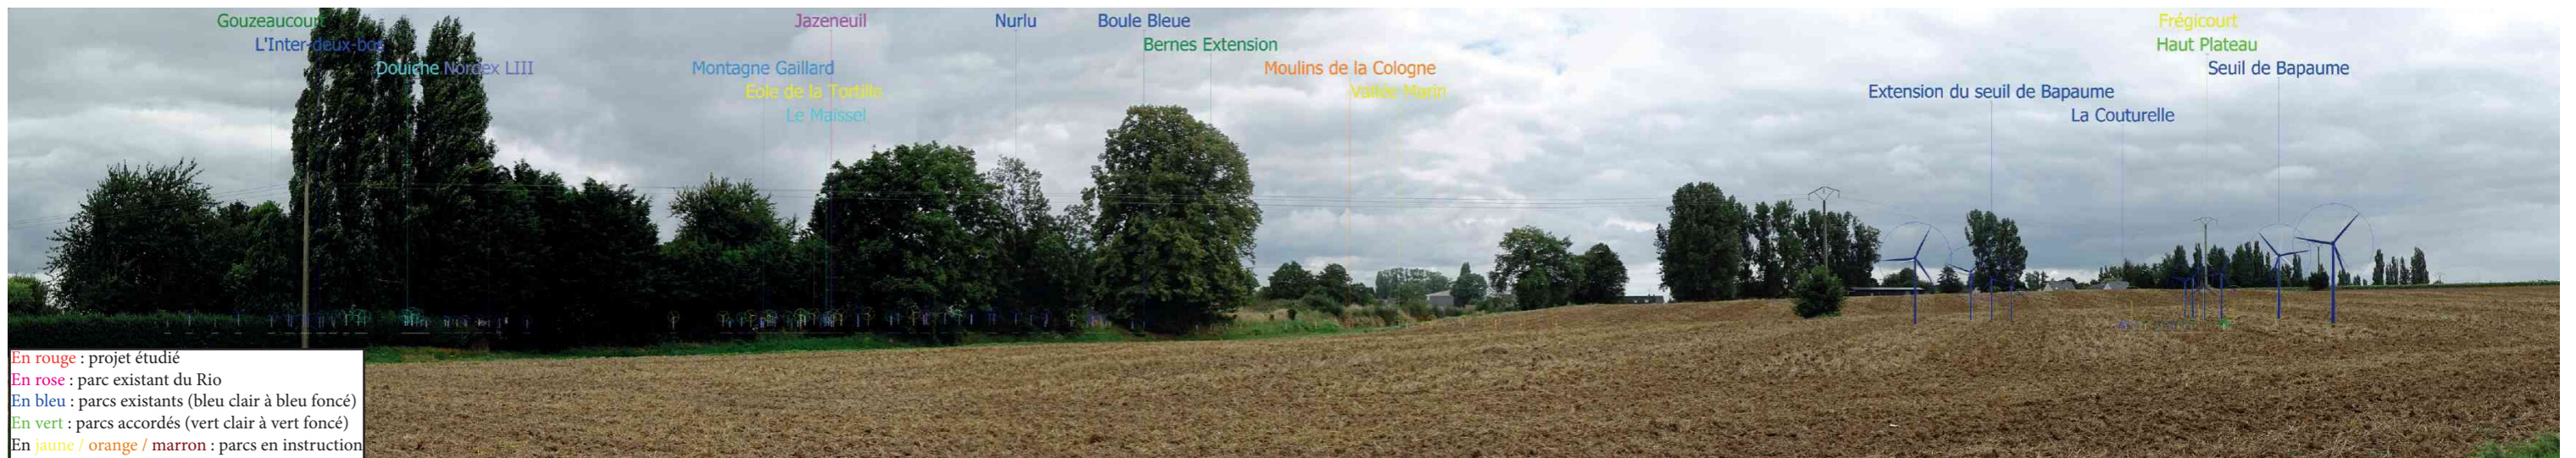 Gouzeaucourt
L'Inter-deux-bos
Douiche Nordex LIII
Jazeneuil
Montagne Gaillard
Eole de la Tortille
Le Maissel
Nurlu
Boule Bleue
Bernes Extension
Moulins de la Cologne
Vallée Marin
Frégicourt
Haut Plateau
Seuil de Bapaume
Extension du seuil de Bapaume
La Couturelle
En rouge : projet étudié
En rose : parc existant du Rio
En bleu : parcs existants (bleu clair à bleu foncé)
En vert : parcs accordés (vert clair à vert foncé)
En jaune / orange / marron : parcs en instruction